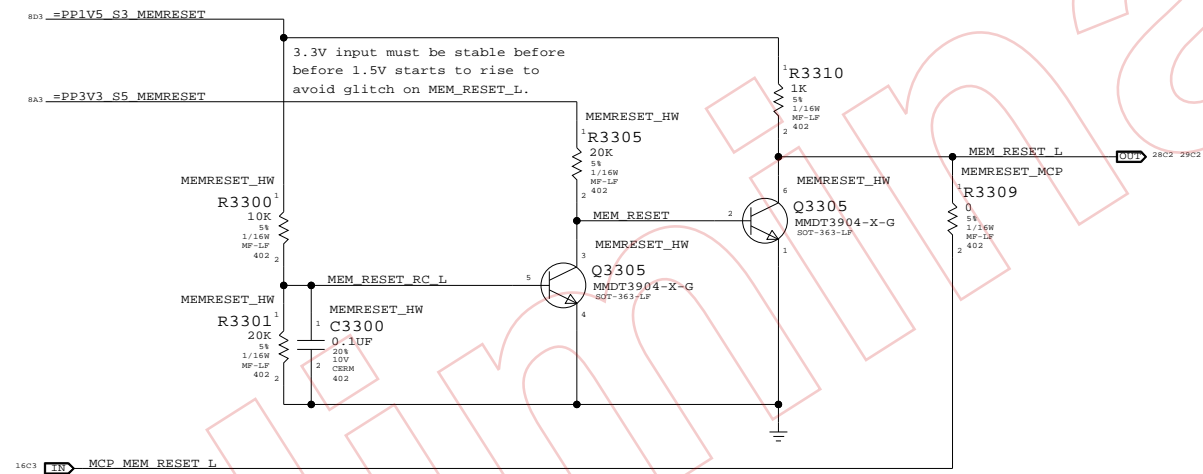 8D3 =PP1V5_S3_MEMRESET
3.3V input must be stable before
before 1.5V starts to rise to
avoid glitch on MEM_RESET_L.
8A3 =PP3V3_S5_MEMRESET
1
R3310
1K
5%
1/16W
MF-LF
402
2
MEMRESET_HW
1
R3305
20K
5%
1/16W
MF-LF
402
2
MEM_RESET_L
OUT 28C2 29C2
MEMRESET_MCP
1
R3309
0
5%
1/16W
MF-LF
402
2
MEMRESET_HW
R3300
1
10K
5%
1/16W
MF-LF
402
2
MEM_RESET
2
MEMRESET_HW
6
Q3305
MMDT3904-X-G
SOT-363-LF
1
MEM_RESET_RC_L
5
MEMRESET_HW
3
Q3305
MMDT3904-X-G
SOT-363-LF
4
MEMRESET_HW
R3301
1
20K
5%
1/16W
MF-LF
402
2
MEMRESET_HW
1
C3300
0.1UF
20%
10V
CERM
402
2
16C3 IN MCP_MEM_RESET_L
imina